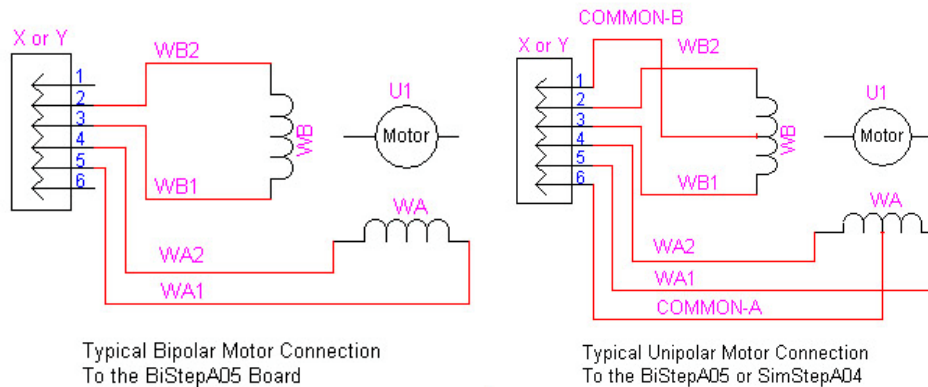 X or Y
WB2
1
2
3
4
5
6
WB1
WB
U1
Motor
WA
WA2
WA1
Typical Bipolar Motor Connection
To the BiStepA05 Board
COMMON-B
X or Y
WB2
1
2
3
4
5
6
WB1
WB
U1
Motor
WA
WA2
WA1
COMMON-A
Typical Unipolar Motor Connection
To the BiStepA05 or SimStepA04